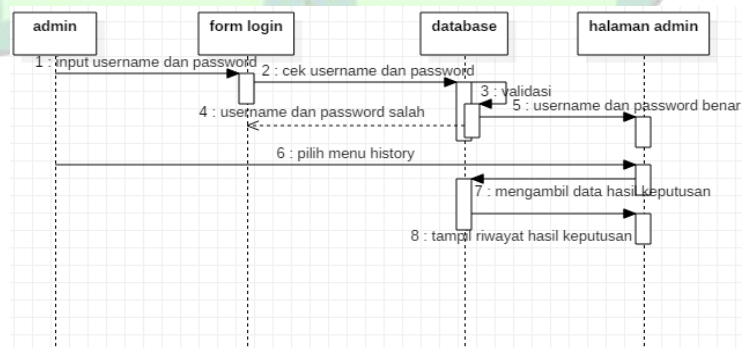 admin
form login
database
halaman admin
1 : input username dan password
2 : cek username dan password
3 : validasi
5 : username dan password benar
4 : username dan password salah
6 : pilih menu history
7 : mengambil data hasil keputusan
8 : tampil riwayat hasil keputusan